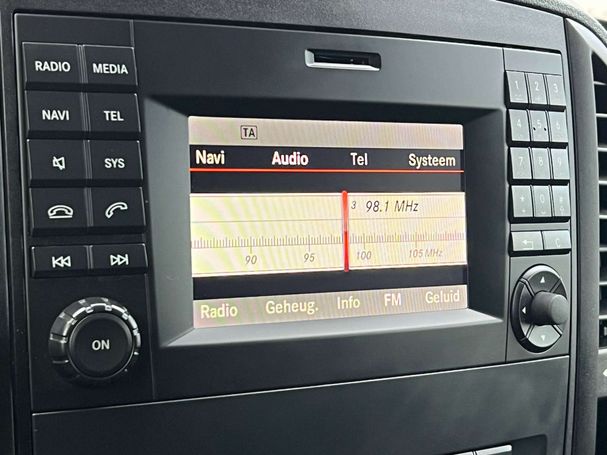 RADIO MEDIA
NAVI TEL
SYS
ON
TA
Navi Audio Tel Systeem
3 98.1 MHz
90 95 100 105 MHz
Radio Geheug. Info FM Geluid
1 2 3
4 5 6
7 8 9
* 0 #
C